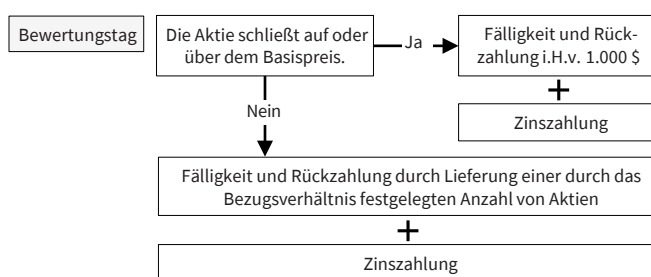 Bewertungstag
Die Aktie schließt auf oder
über dem Basispreis.
Ja
Fälligkeit und Rück-
zahlung i.H.v. 1.000 $
+
Zinszahlung
Nein
Fälligkeit und Rückzahlung durch Lieferung einer durch das
Bezugsverhältnis festgelegten Anzahl von Aktien
+
Zinszahlung